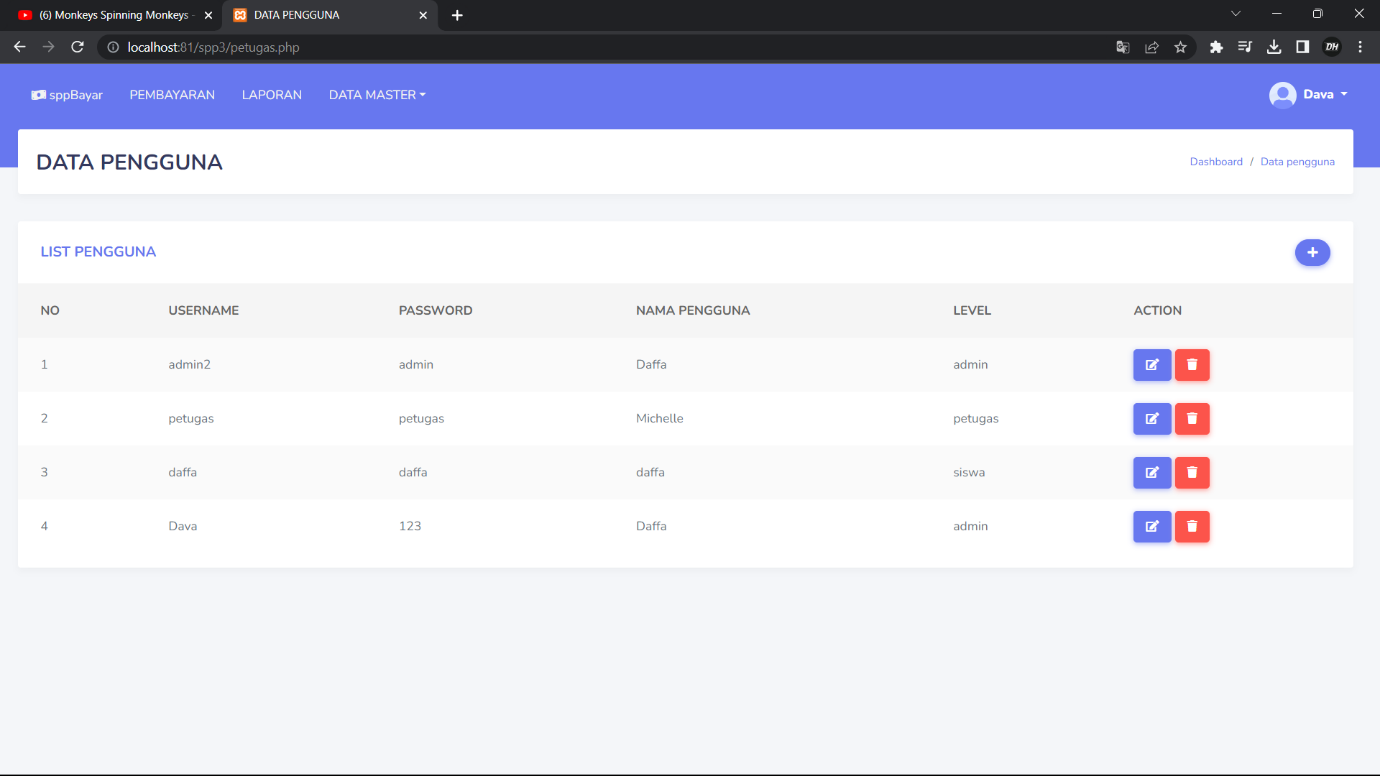 (6) Monkeys Spinning Monkeys -
DATA PENGGUNA
localhost:81/spp3/petugas.php
DH
sppBayar PEMBAYARAN LAPORAN DATA MASTER
Dava
DATA PENGGUNA
Dashboard / Data pengguna
LIST PENGGUNA
+
NO USERNAME PASSWORD NAMA PENGGUNA LEVEL ACTION
1 admin2 admin Daffa admin
2 petugas petugas Michelle petugas
3 daffa daffa daffa siswa
4 Dava 123 Daffa admin